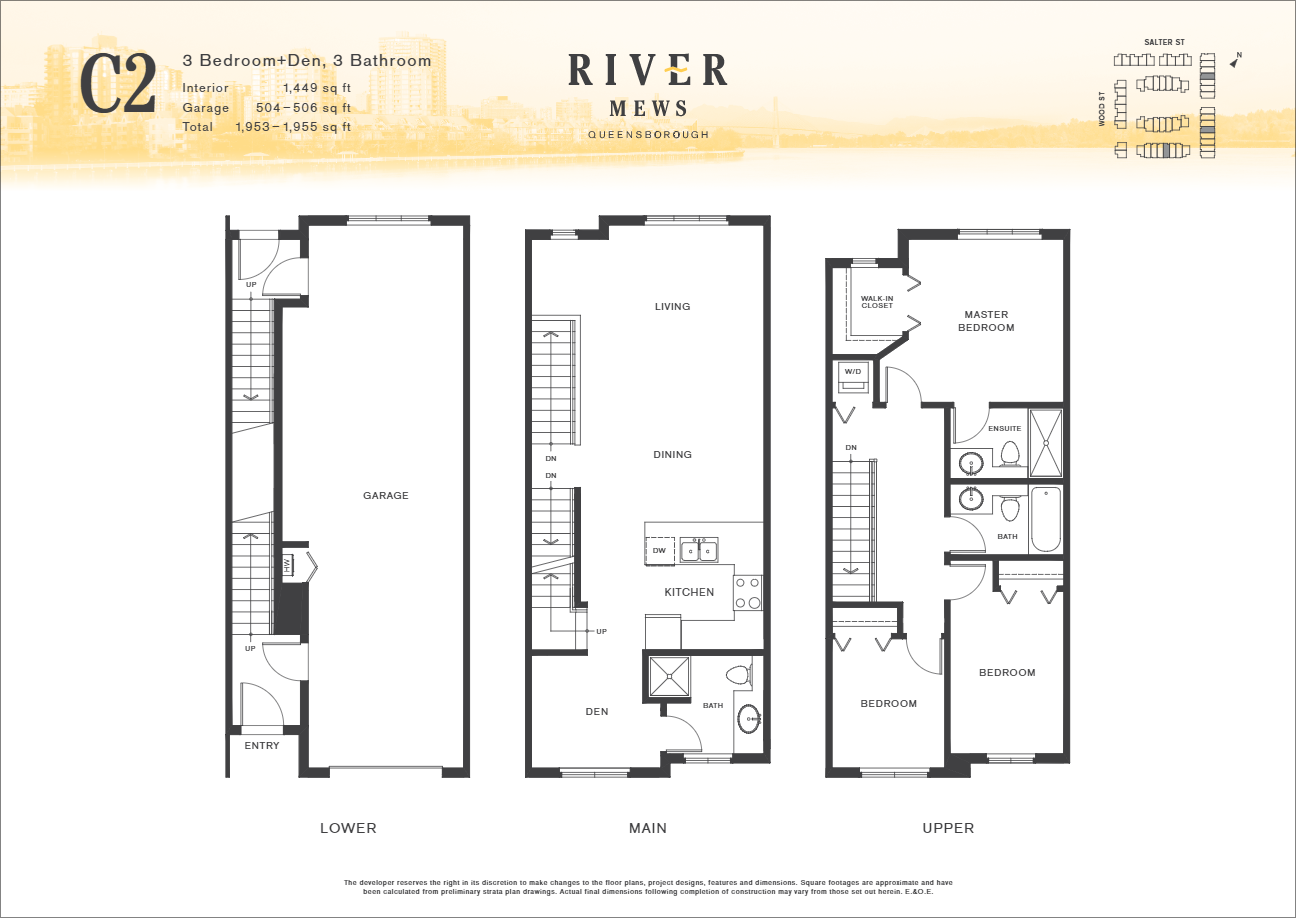 C2
3 Bedroom+Den, 3 Bathroom
Interior 1,449 sq ft
Garage 504–506 sq ft
Total 1,953–1,955 sq ft
RIVER
MEWS
QUEENSBOROUGH
SALTER ST
N
WOOD ST
UP
GARAGE
HW
UP
ENTRY
LOWER
LIVING
DINING
DN
DN
DW
KITCHEN
UP
DEN
BATH
MAIN
WALK-IN
CLOSET
MASTER
BEDROOM
W/D
ENSUITE
DN
BATH
BEDROOM
BEDROOM
UPPER
The developer reserves the right in its discretion to make changes to the floor plans, project designs, features and dimensions. Square footages are approximate and have
been calculated from preliminary strata plan drawings. Actual final dimensions following completion of construction may vary from those set out herein. E.&O.E.